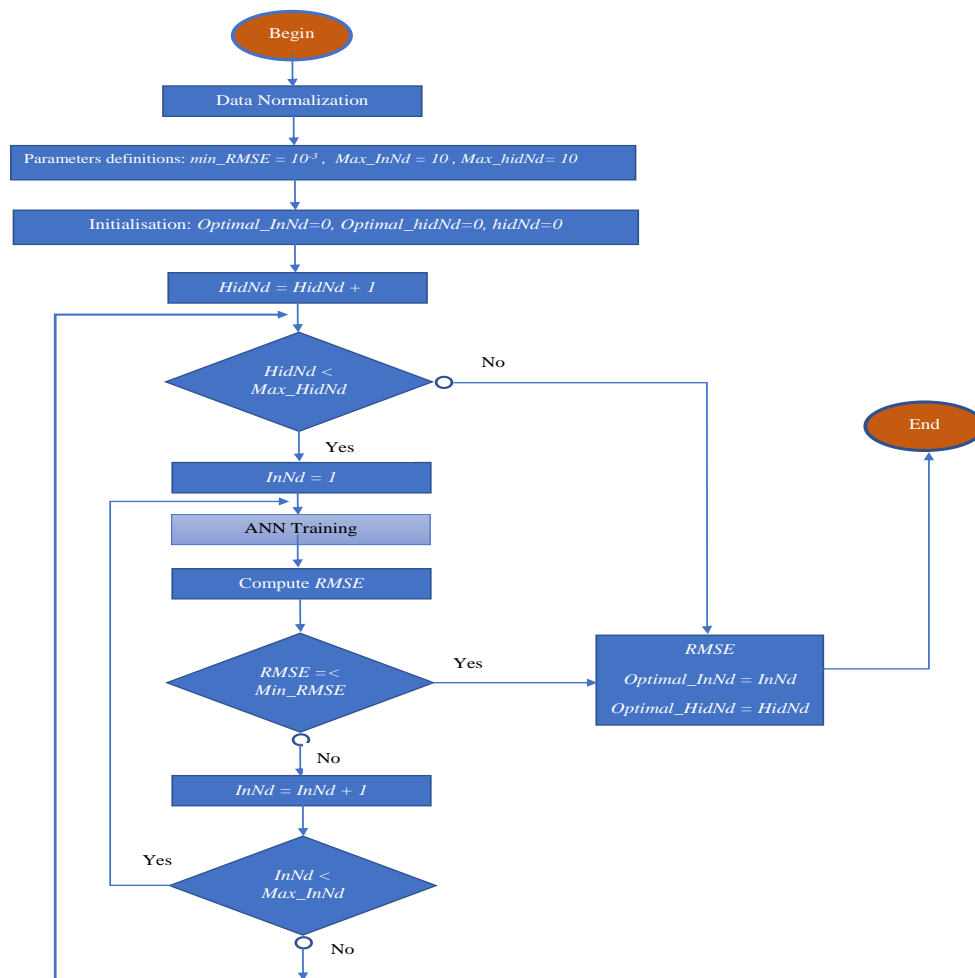 Begin
Data Normalization
Parameters definitions: min_RMSE = 10⁻³ , Max_InNd = 10 , Max_hidNd= 10
Initialisation: Optimal_InNd=0, Optimal_hidNd=0, hidNd=0
HidNd = HidNd + 1
HidNd <
Max_HidNd
No
Yes
End
InNd = 1
ANN Training
Compute RMSE
RMSE =<
Min_RMSE
Yes
RMSE
Optimal_InNd = InNd
Optimal_HidNd = HidNd
No
InNd = InNd + 1
Yes
InNd <
Max_InNd
No